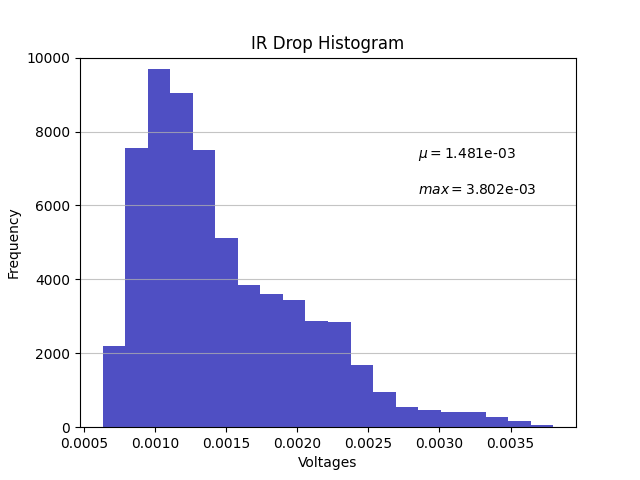 IR Drop Histogram
10000
8000
6000
4000
2000
0
Frequency
μ = 1.481e-03
max = 3.802e-03
0.0005 0.0010 0.0015 0.0020 0.0025 0.0030 0.0035
Voltages